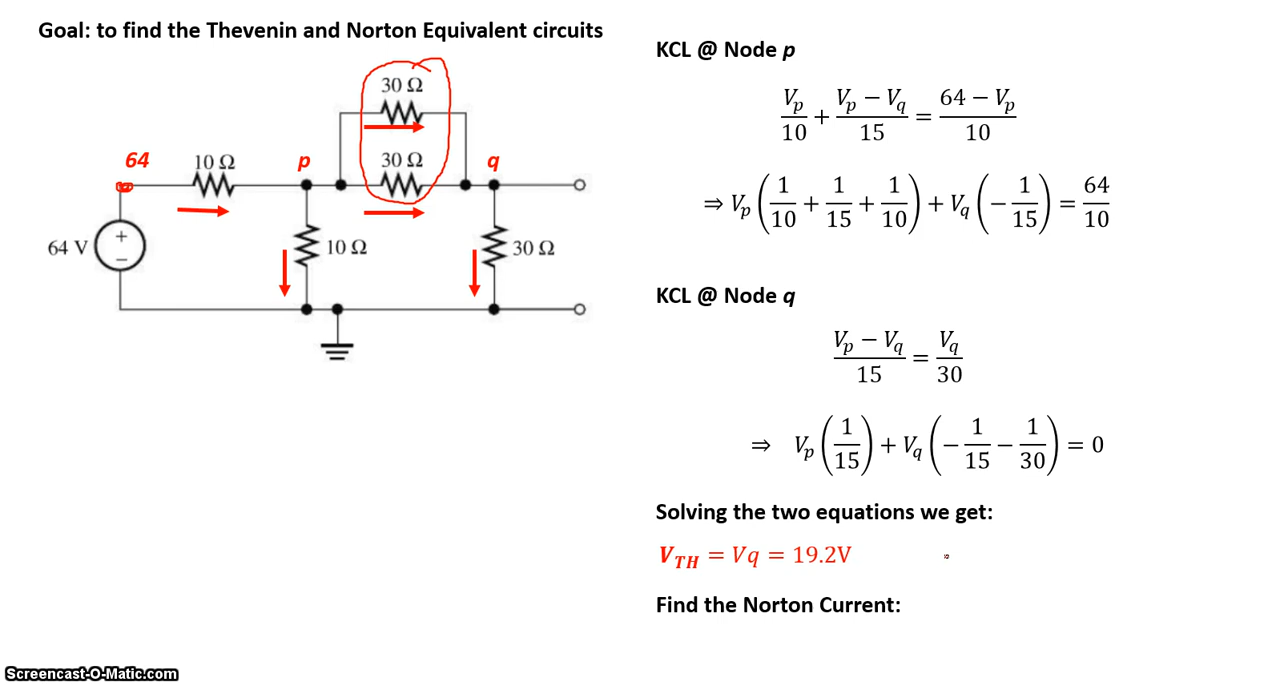 Goal: to find the Thevenin and Norton Equivalent circuits
30 Ω
64
10 Ω
p
30 Ω
q
64 V
+
−
10 Ω
30 Ω
KCL @ Node p
Vp/10 + (Vp − Vq)/15 = (64 − Vp)/10
⇒ Vp (1/10 + 1/15 + 1/10) + Vq (−1/15) = 64/10
KCL @ Node q
(Vp − Vq)/15 = Vq/30
⇒ Vp (1/15) + Vq (−1/15 − 1/30) = 0
Solving the two equations we get:
VTH = Vq = 19.2V
Find the Norton Current:
Screencast-O-Matic.com